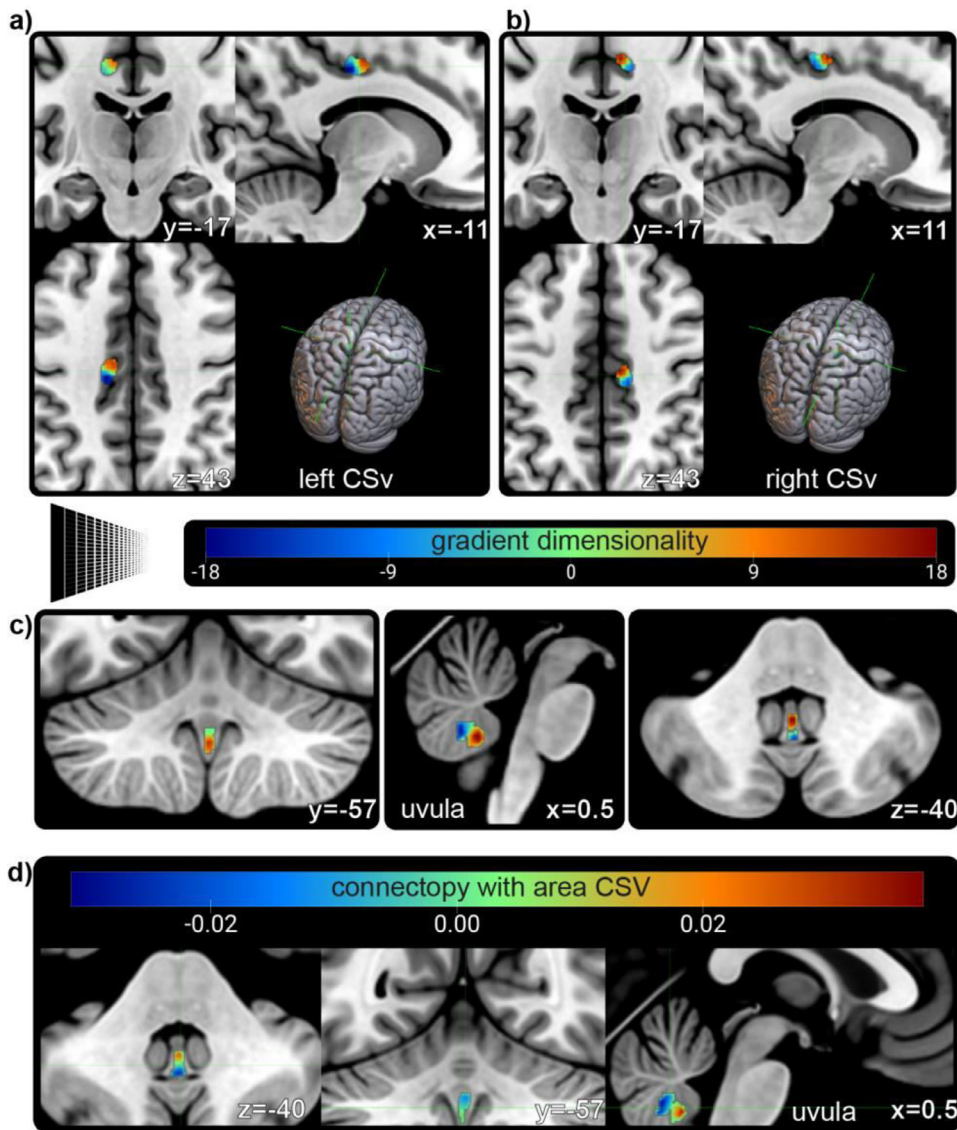 a)
b)
y=-17
x=-11
y=-17
x=11
z=43
left CSv
z=43
right CSv
gradient dimensionality
-18 -9 0 9 18
c)
y=-57
uvula
x=0.5
z=-40
d)
connectopy with area CSV
-0.02 0.00 0.02
z=-40
y=-57
uvula
x=0.5